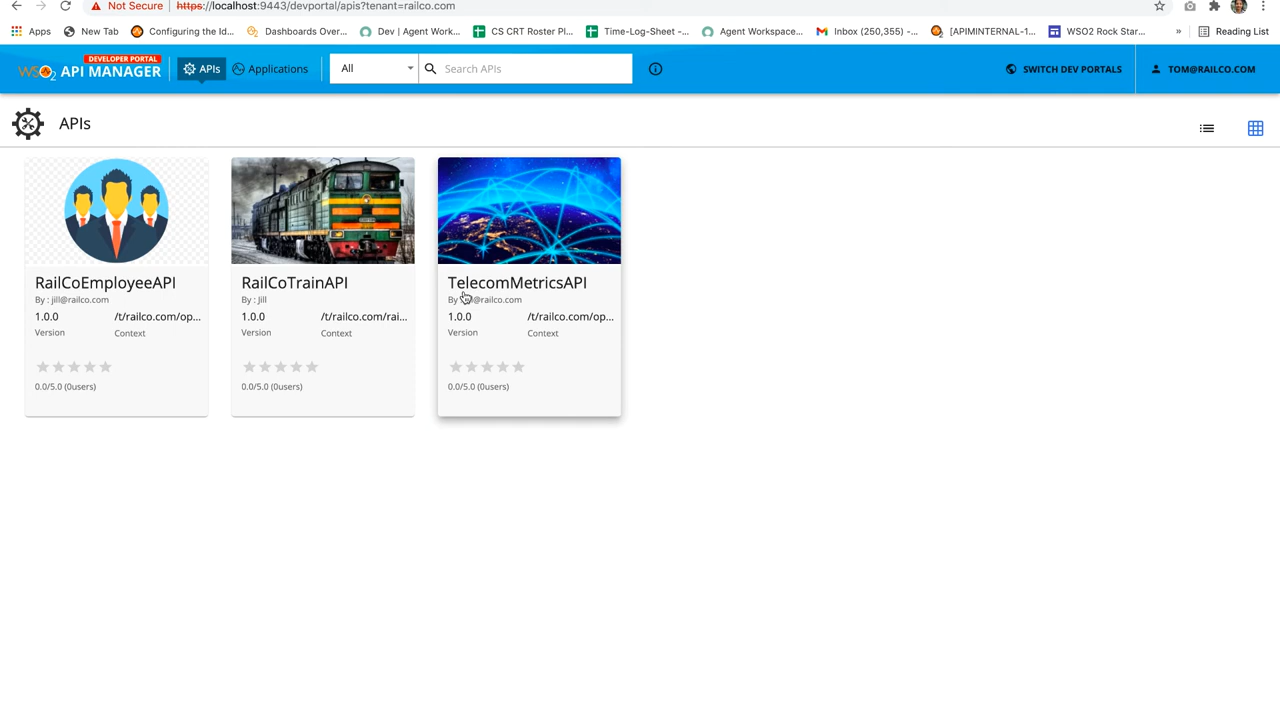 Not Secure https://localhost:9443/devportal/apis?tenant=railco.com
Apps New Tab Configuring the Id... Dashboards Over... Dev | Agent Work... CS CRT Roster Pl... Time-Log-Sheet -... Agent Workspace... Inbox (250,355) -... [APIMINTERNAL-1... WSO2 Rock Star... » Reading List
DEVELOPER PORTAL
WSO2 API MANAGER APIs Applications All Search APIs SWITCH DEV PORTALS TOM@RAILCO.COM
APIs
RailCoEmployeeAPI RailCoTrainAPI TelecomMetricsAPI
By : jill@railco.com By : Jill By @railco.com
1.0.0 /t/railco.com/op... 1.0.0 /t/railco.com/rai... 1.0.0 /t/railco.com/op...
Version Context Version Context Version Context
0.0/5.0 (0users) 0.0/5.0 (0users) 0.0/5.0 (0users)